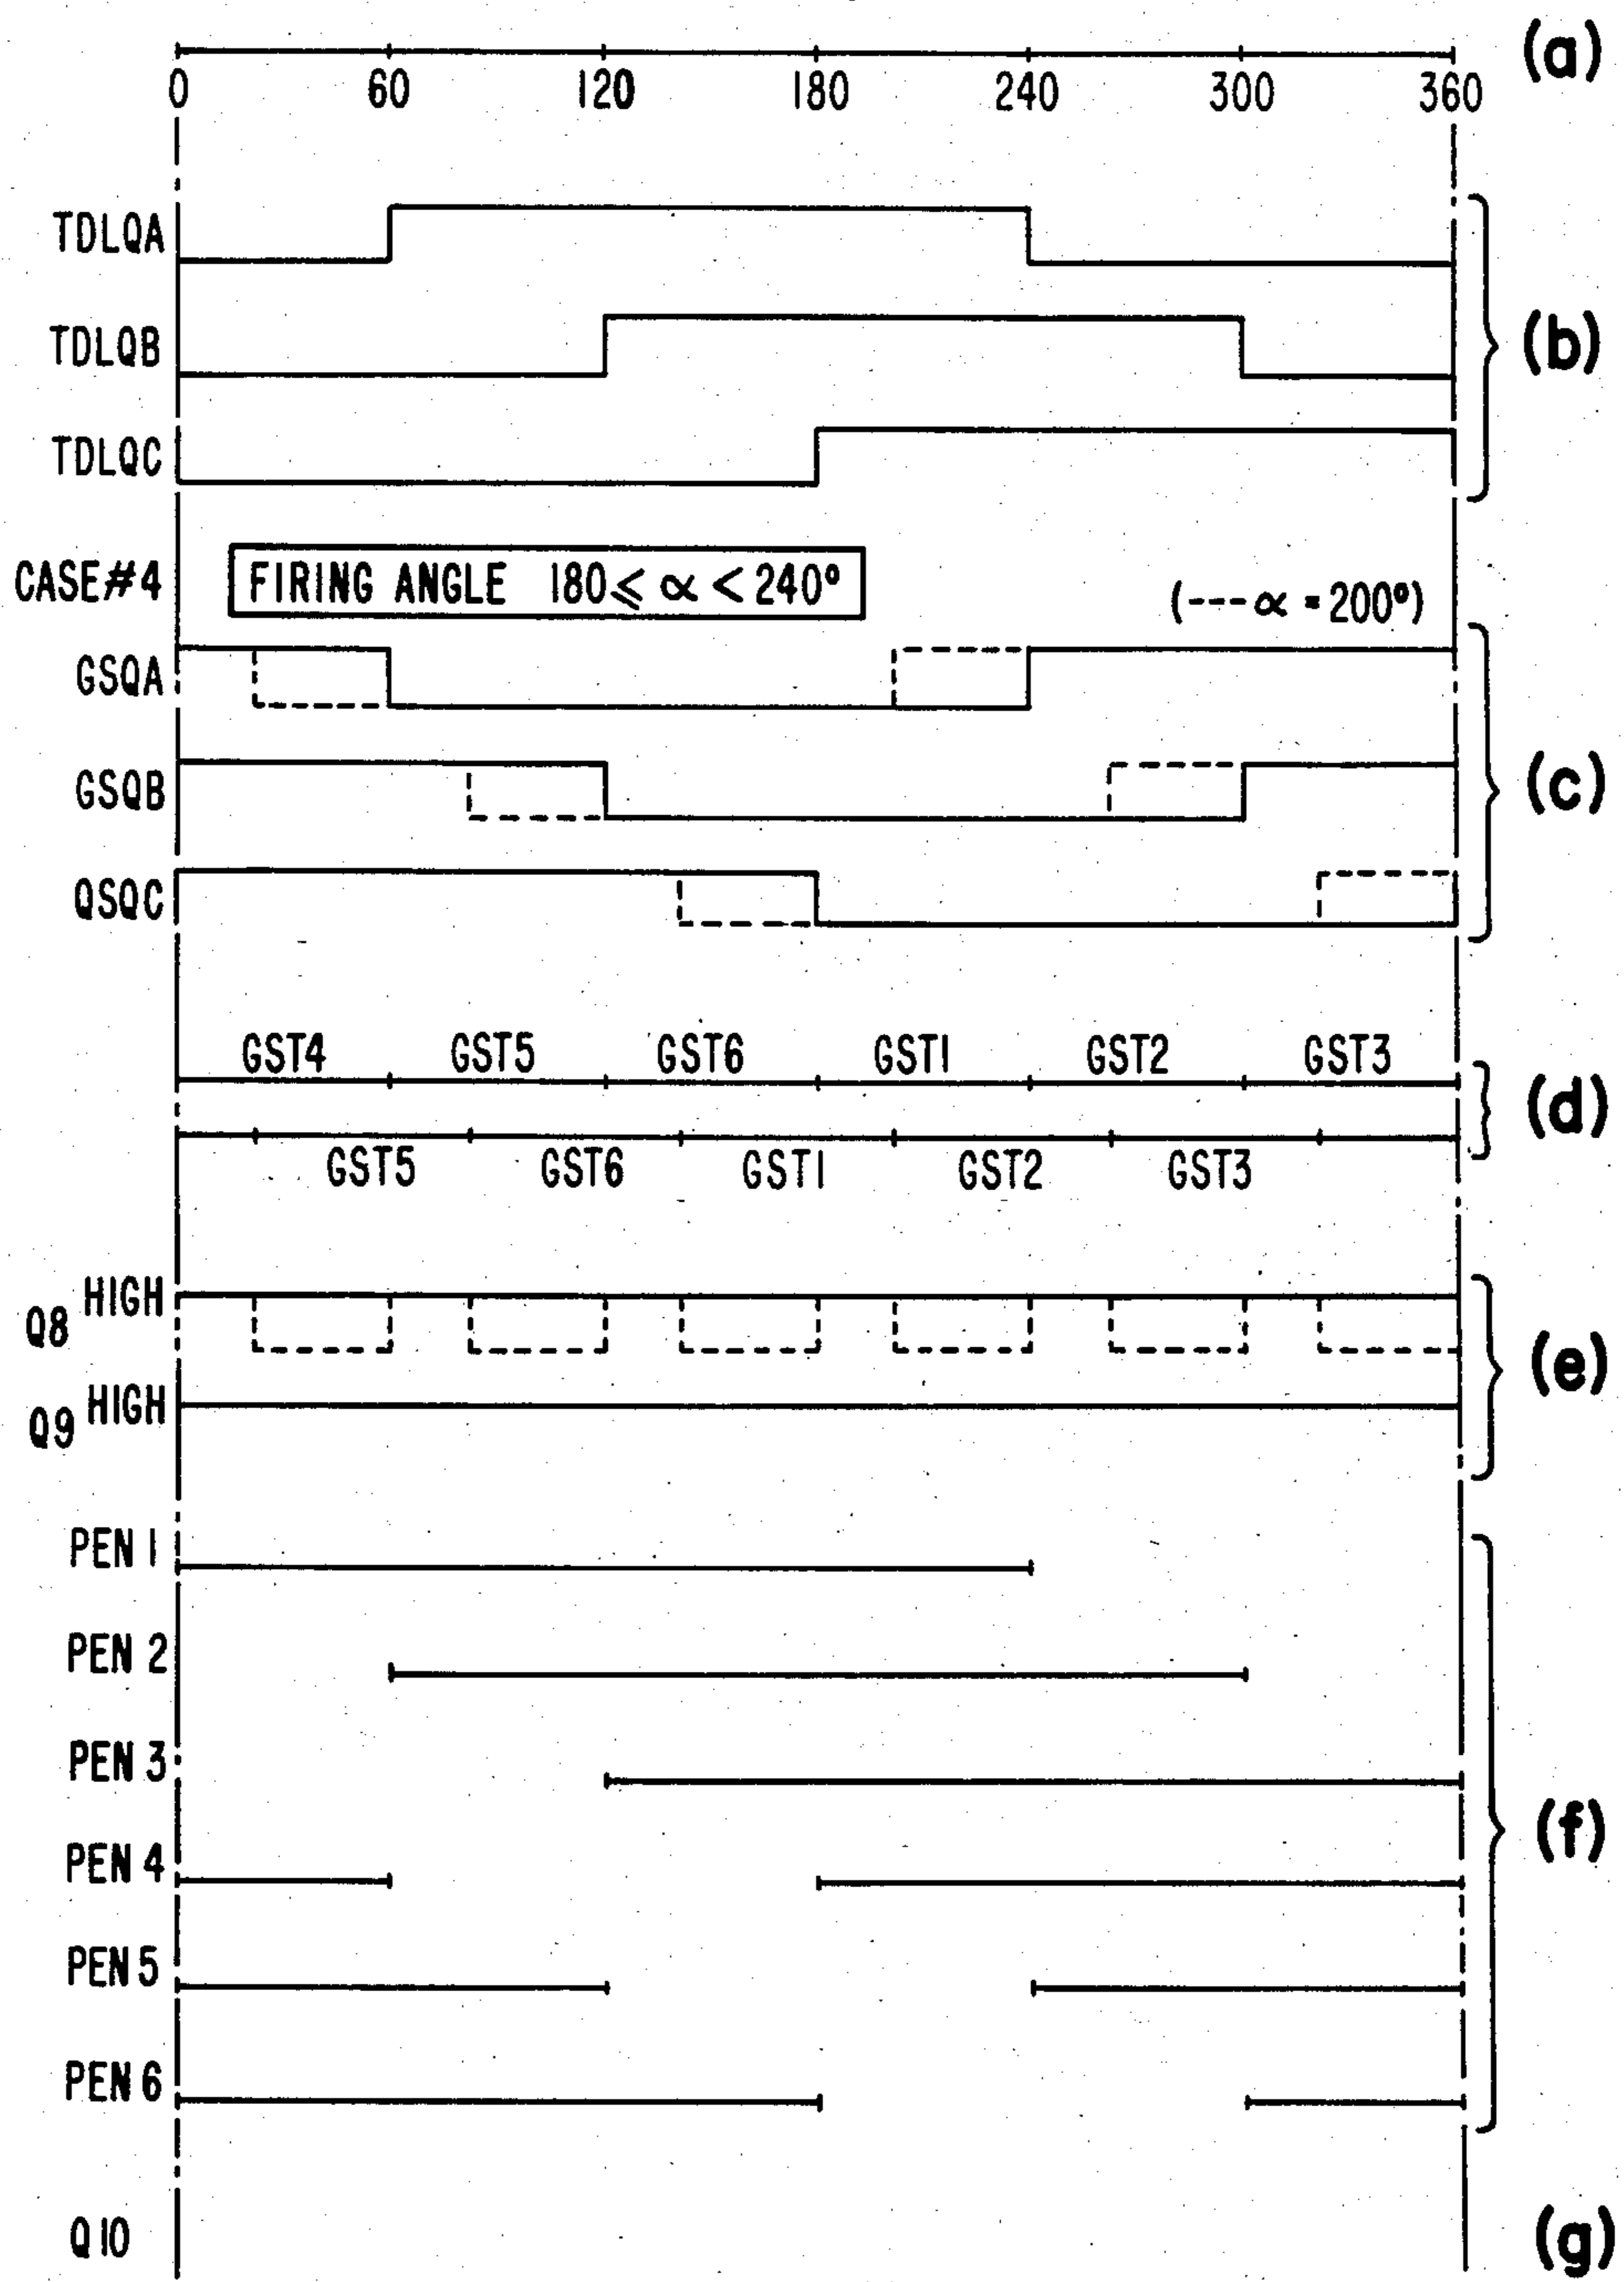 (a)
0 60 120 180 240 300 360
TDLQA
TDLQB
(b)
TDLQC
CASE#4
FIRING ANGLE 180⩽ ∝ < 240°
(---∝ = 200°)
GSQA
GSQB
(c)
QSQC
GST4 GST5 GST6 GST1 GST2 GST3
(d)
GST5 GST6 GST1 GST2 GST3
HIGH
Q8
(e)
HIGH
Q9
PEN 1
PEN 2
PEN 3
(f)
PEN 4
PEN 5
PEN 6
Q10
(g)